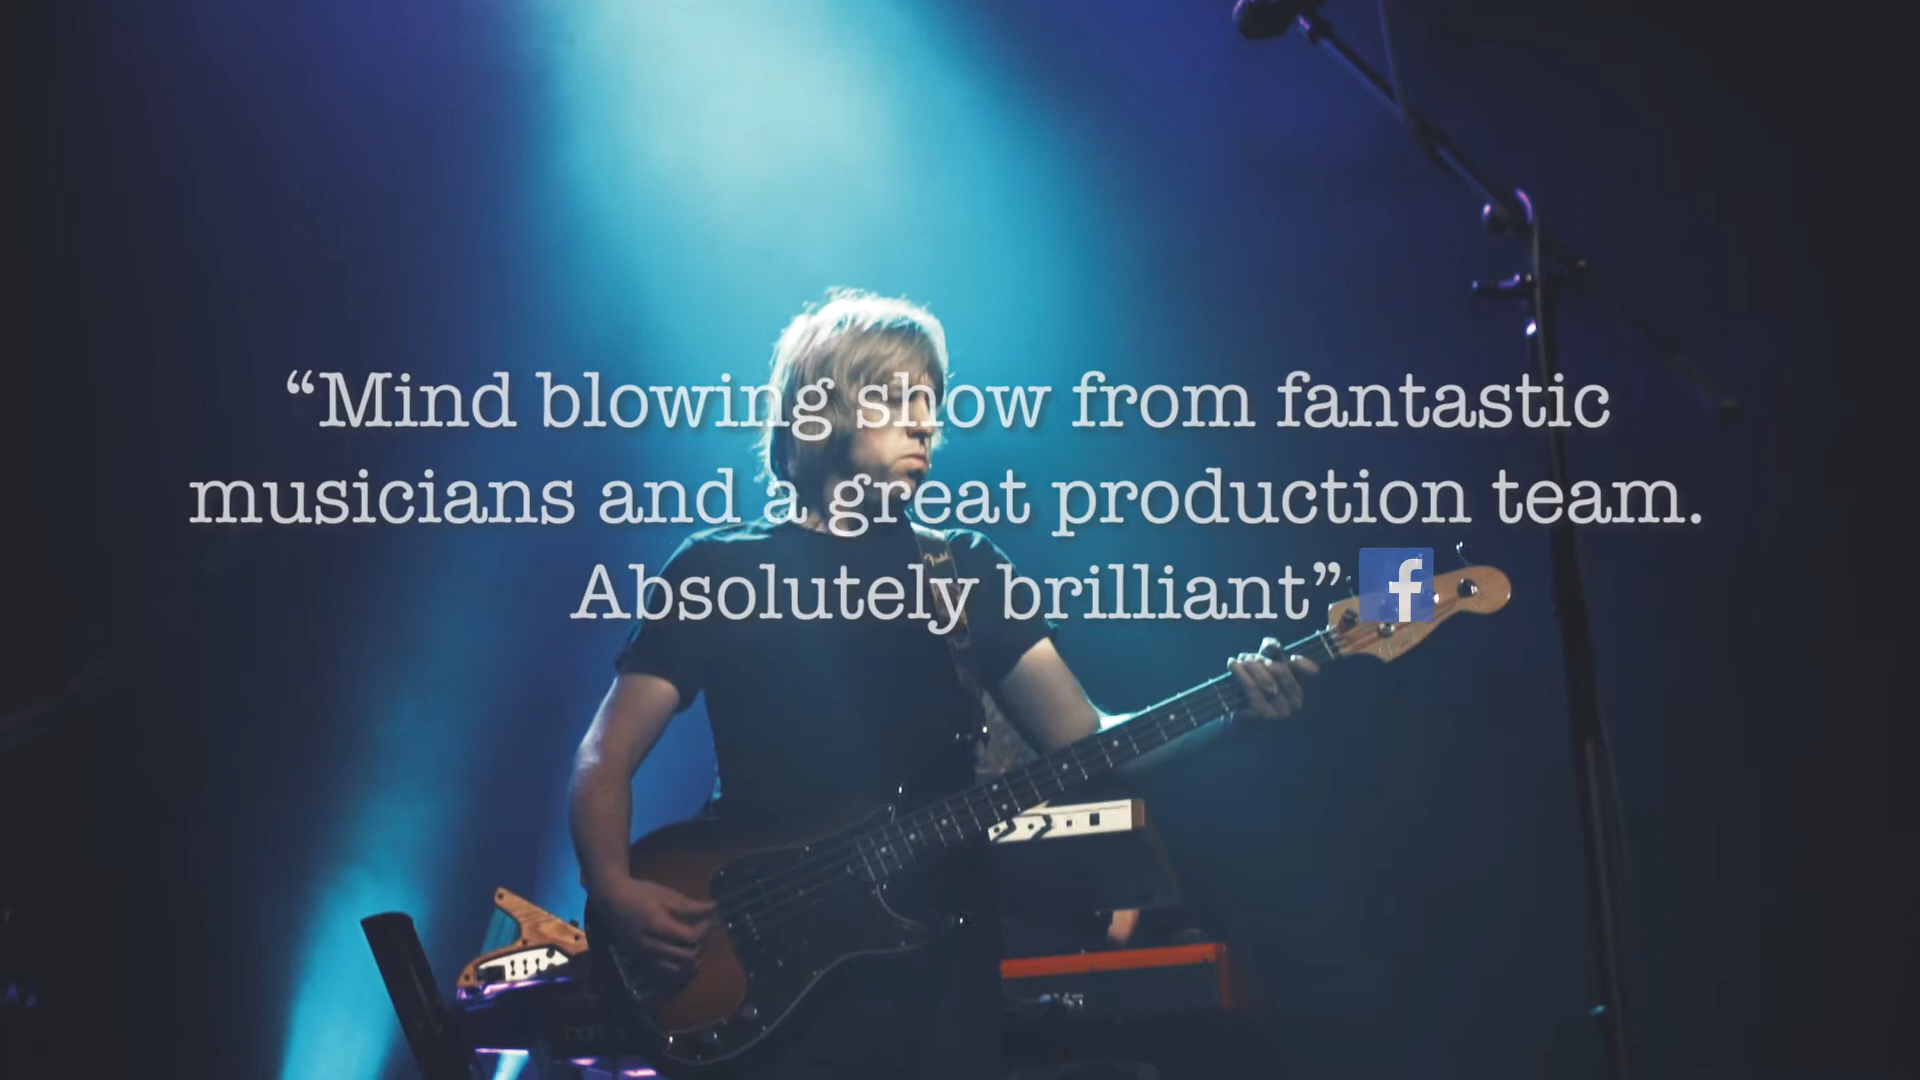 “Mind blowing show from fantastic
musicians and a great production team.
Absolutely brilliant” f